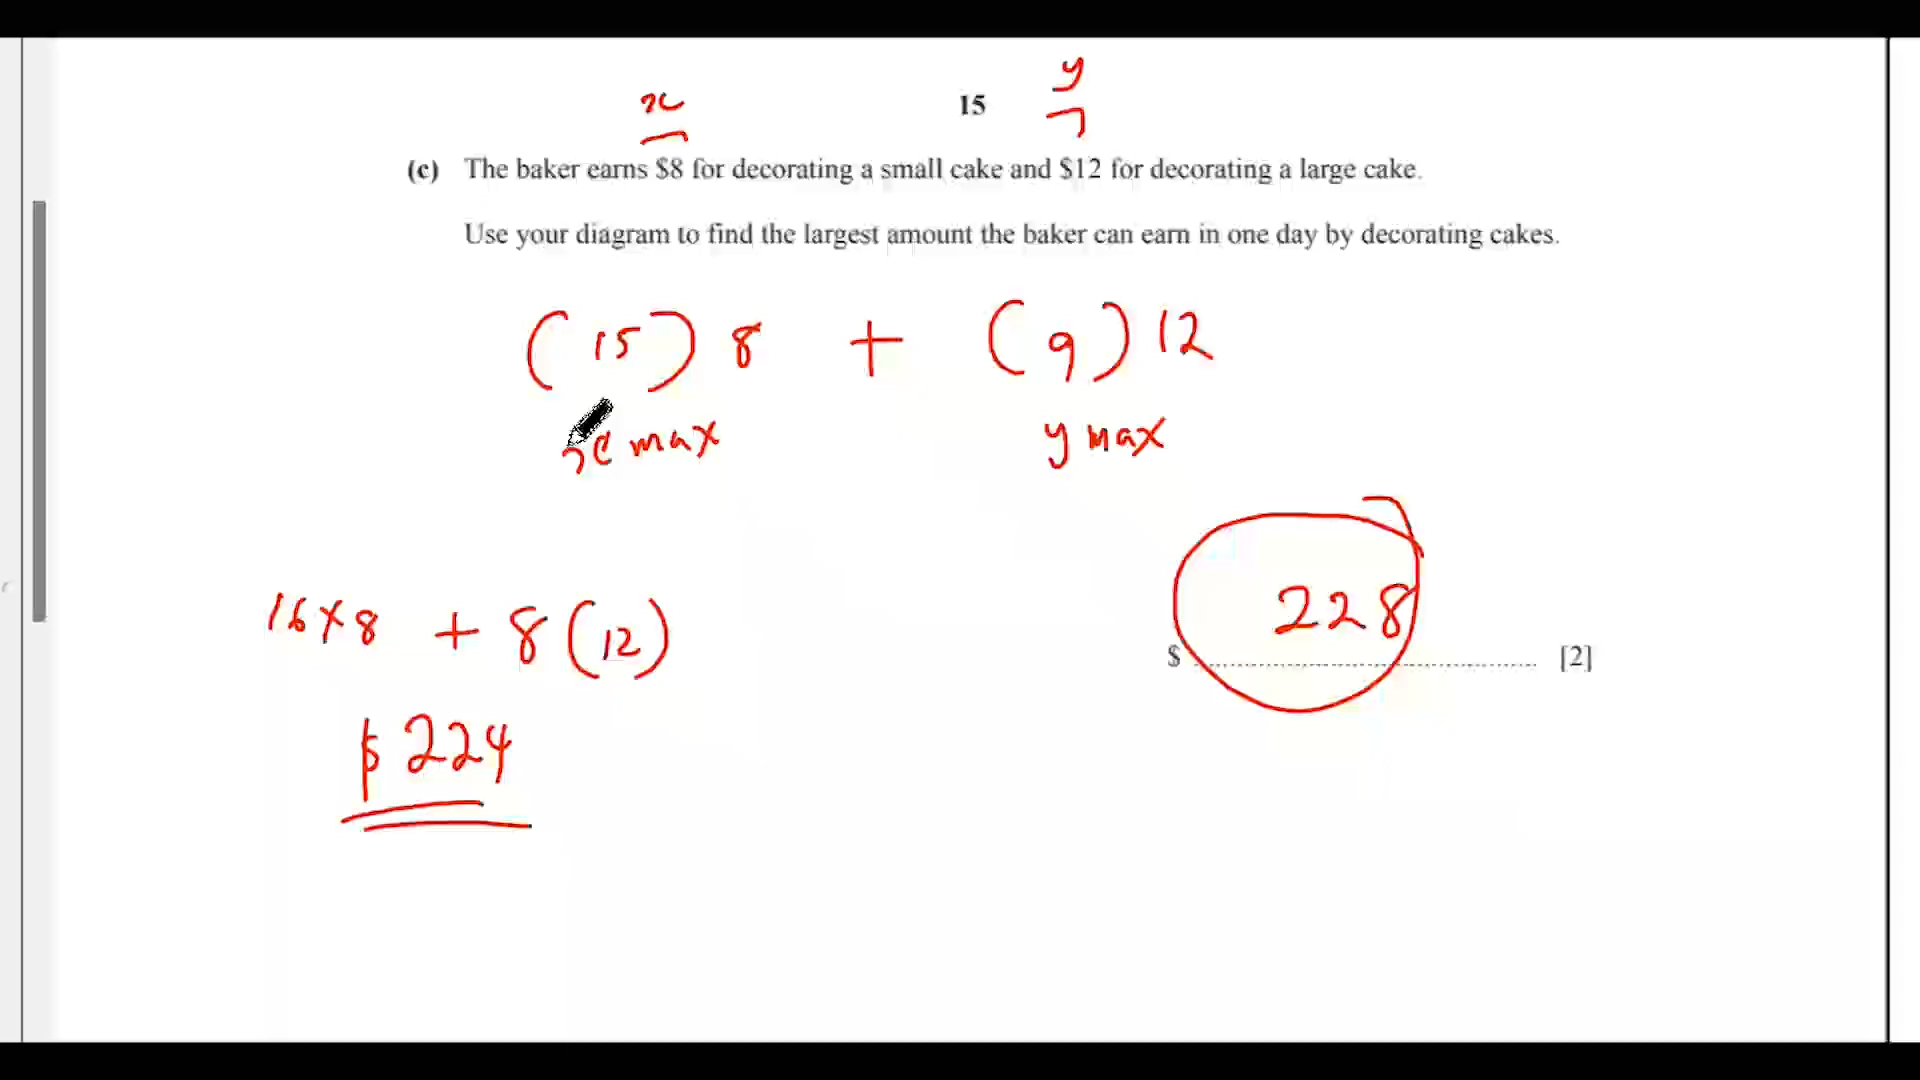 x 15 y
(c) The baker earns $8 for decorating a small cake and $12 for decorating a large cake.
Use your diagram to find the largest amount the baker can earn in one day by decorating cakes.
(15) 8 + (9) 12
x max y max
228
$ ........................................ [2]
16 x 8 + 8 (12)
$ 224